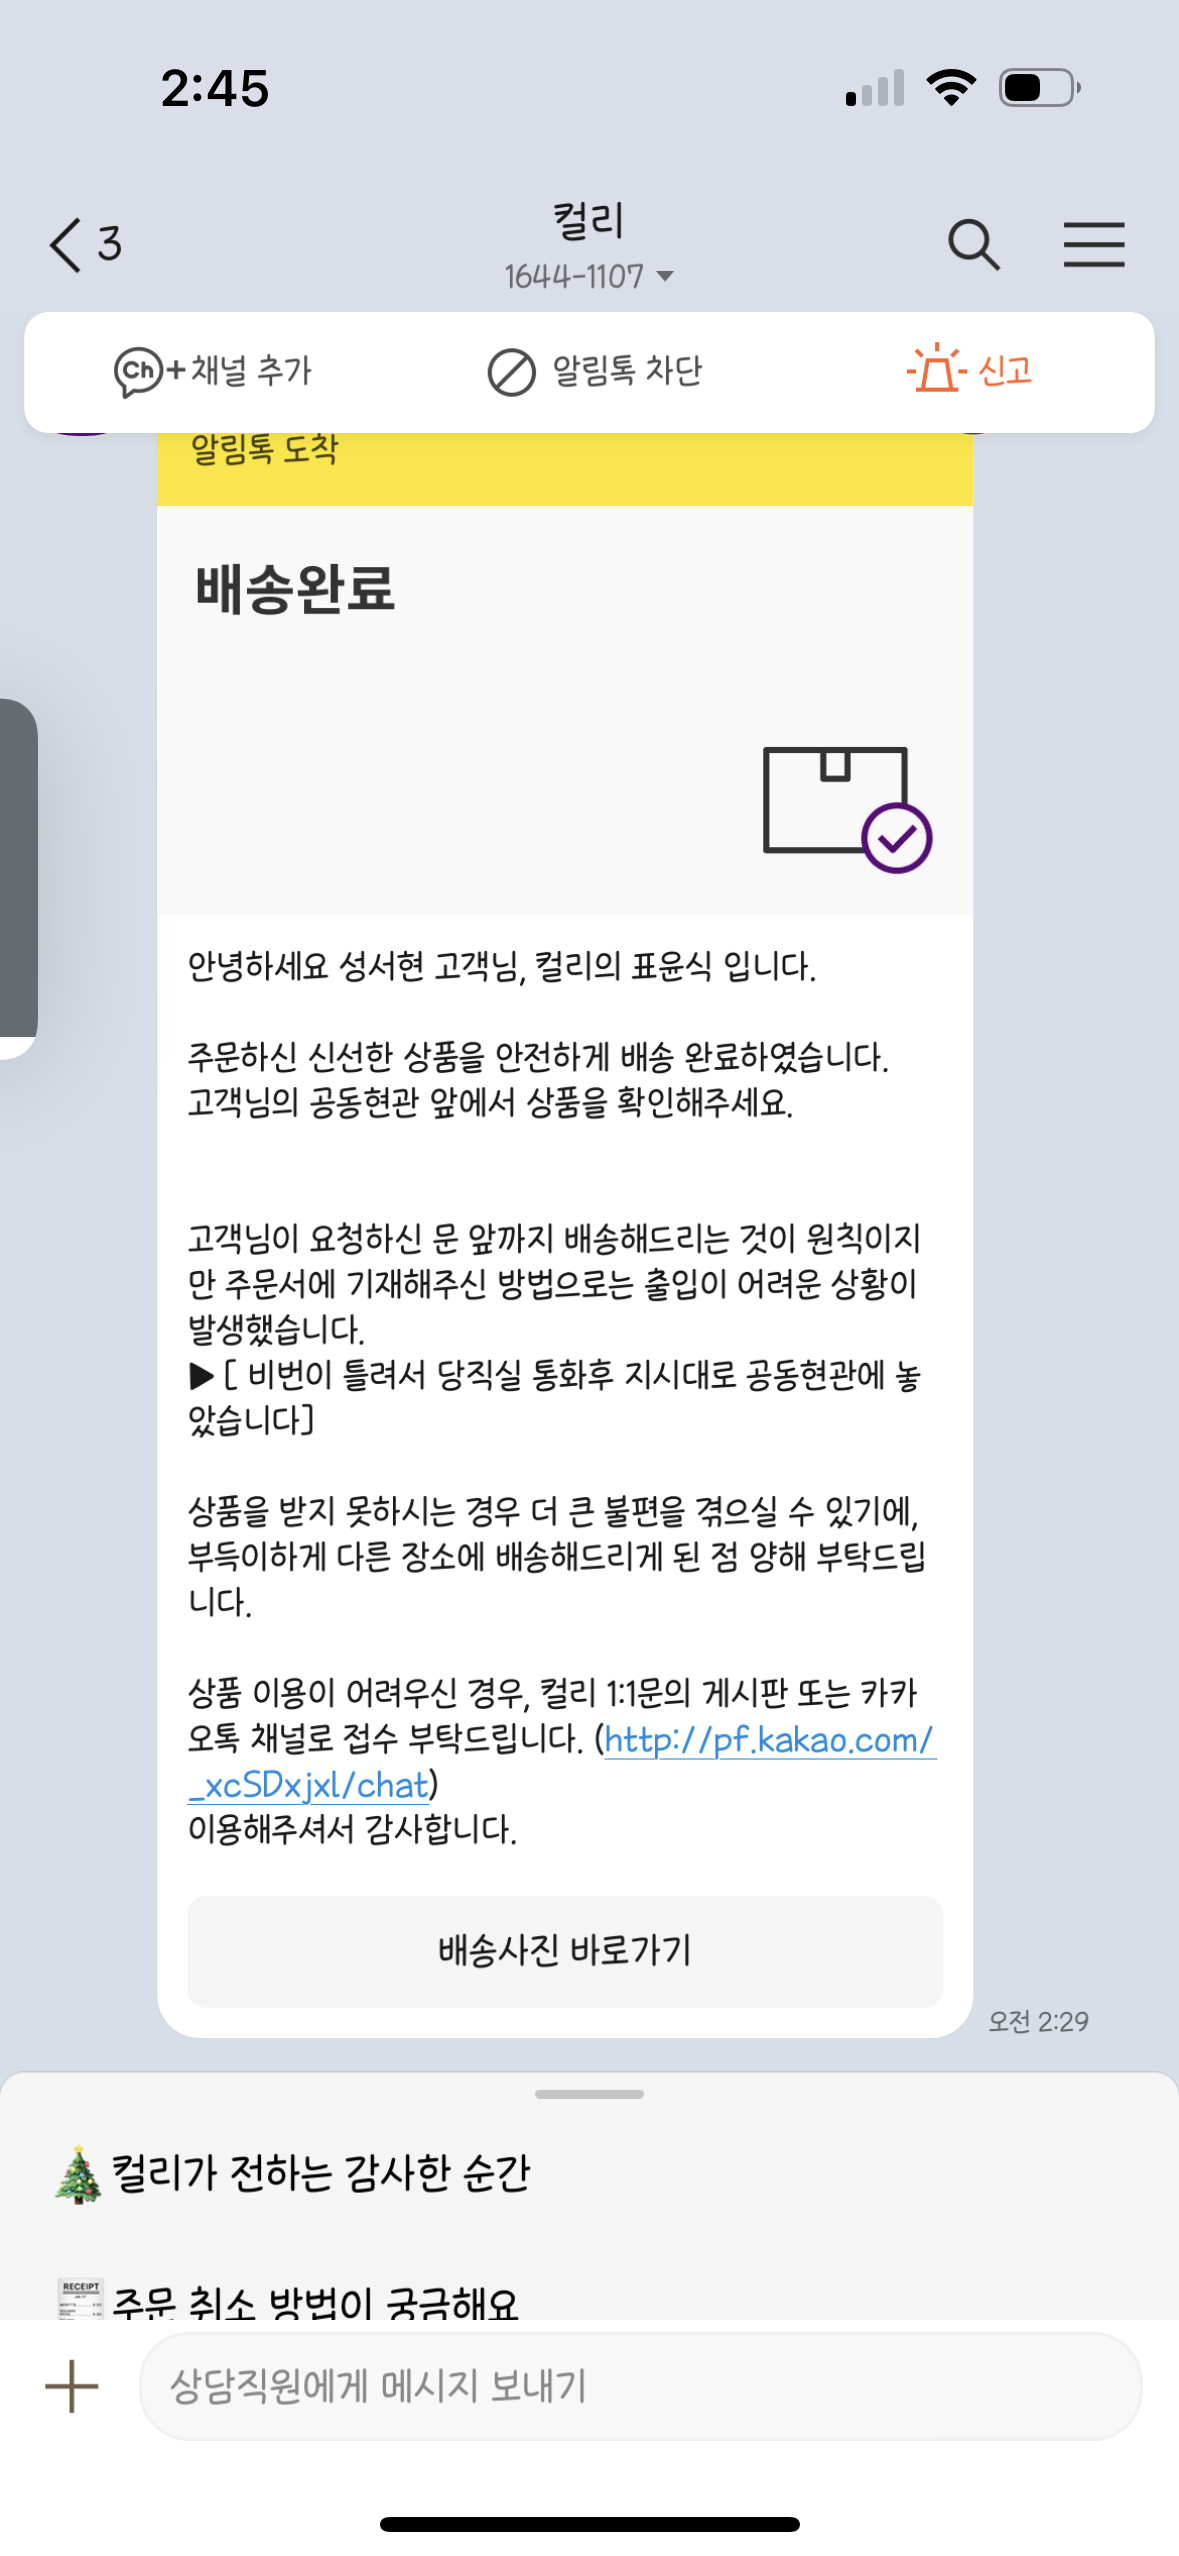 2:45
3
컬리
1644-1107
Ch+ 채널 추가
알림톡 차단
신고
알림톡 도착
배송완료
안녕하세요 성서현 고객님, 컬리의 표윤식 입니다.
주문하신 신선한 상품을 안전하게 배송 완료하였습니다.
고객님의 공동현관 앞에서 상품을 확인해주세요.
고객님이 요청하신 문 앞까지 배송해드리는 것이 원칙이지
만 주문서에 기재해주신 방법으로는 출입이 어려운 상황이
발생했습니다.
▶ [ 비번이 틀려서 당직실 통화후 지시대로 공동현관에 놓
았습니다]
상품을 받지 못하시는 경우 더 큰 불편을 겪으실 수 있기에,
부득이하게 다른 장소에 배송해드리게 된 점 양해 부탁드립
니다.
상품 이용이 어려우신 경우, 컬리 1:1문의 게시판 또는 카카
오톡 채널로 접수 부탁드립니다. (http://pf.kakao.com/
_xcSDxjxl/chat)
이용해주셔서 감사합니다.
배송사진 바로가기
오전 2:29
🎄 컬리가 전하는 감사한 순간
RECEIPT
주문 취소 방법이 궁금해요
상담직원에게 메시지 보내기